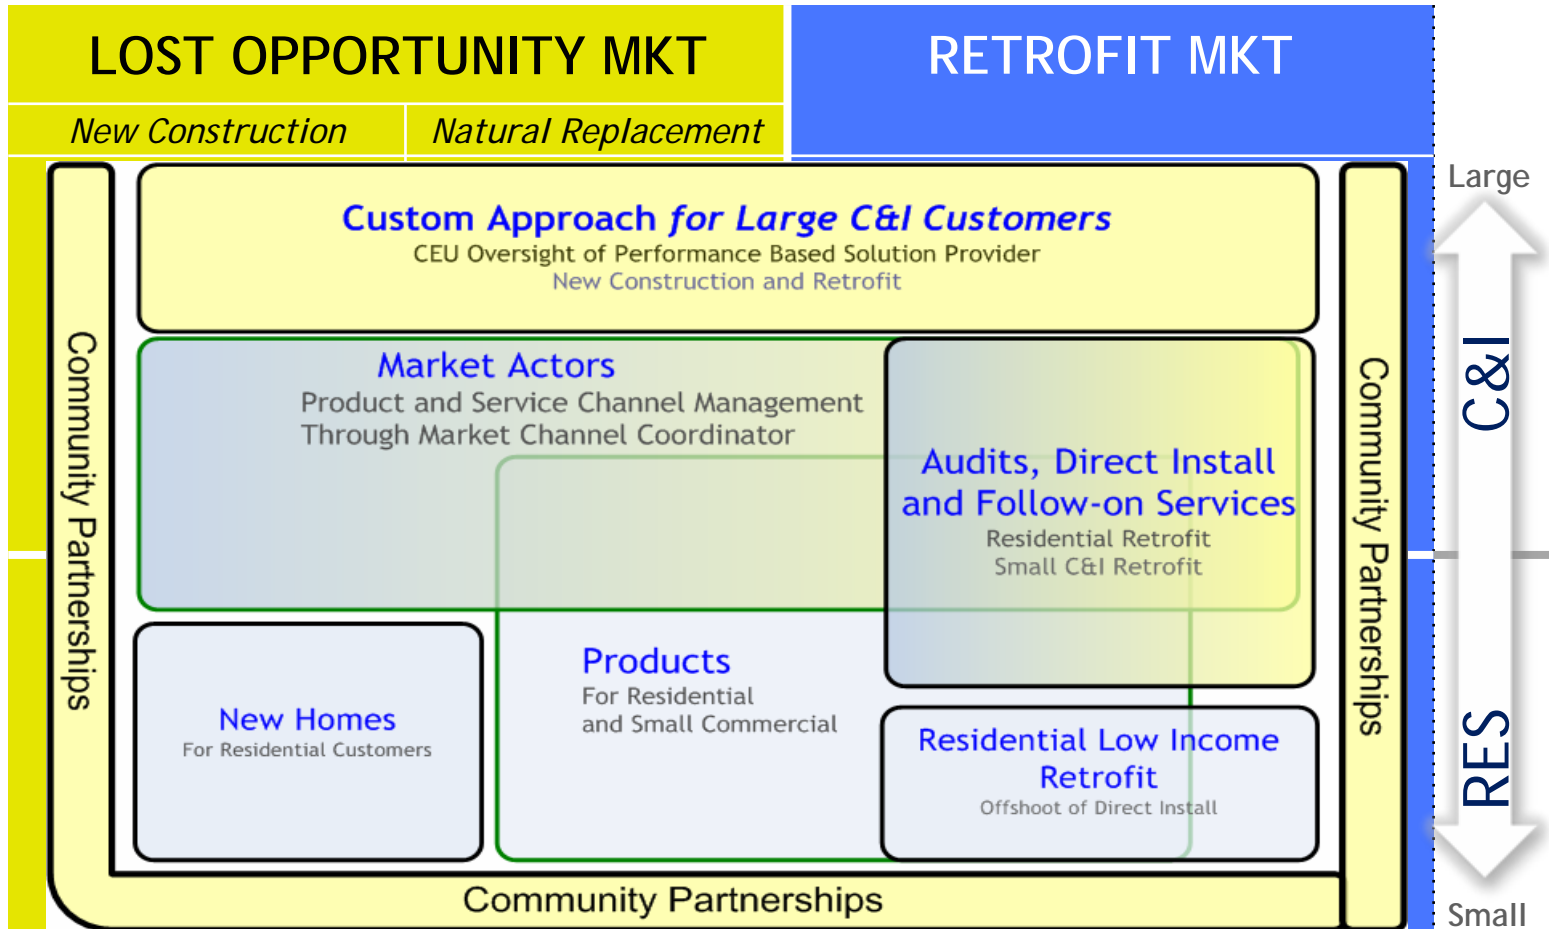 LOST OPPORTUNITY MKT
RETROFIT MKT
New Construction
Natural Replacement
Large
Custom Approach for Large C&I Customers
CEU Oversight of Performance Based Solution Provider
New Construction and Retrofit
Community Partnerships
Market Actors
Product and Service Channel Management
Through Market Channel Coordinator
Audits, Direct Install
and Follow-on Services
Residential Retrofit
Small C&I Retrofit
Community Partnerships
C&I
New Homes
For Residential Customers
Products
For Residential
and Small Commercial
Residential Low Income
Retrofit
Offshoot of Direct Install
RES
Community Partnerships
Small